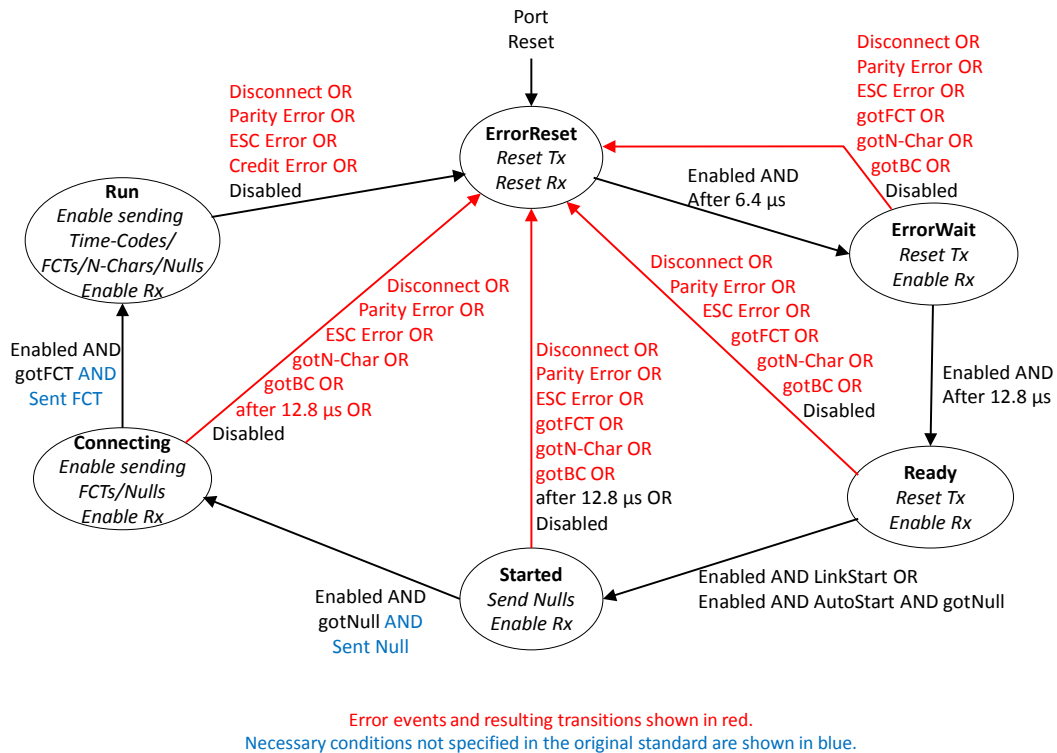 Port
Reset
Disconnect OR
Parity Error OR
ESC Error OR
Credit Error OR
Disabled
ErrorReset
Reset Tx
Reset Rx
Disconnect OR
Parity Error OR
ESC Error OR
gotFCT OR
gotN-Char OR
gotBC OR
Disabled
Enabled AND
After 6.4 µs
Run
Enable sending
Time-Codes/
FCTs/N-Chars/Nulls
Enable Rx
ErrorWait
Reset Tx
Enable Rx
Disconnect OR
Parity Error OR
ESC Error OR
gotN-Char OR
gotBC OR
after 12.8 µs OR
Disabled
Disconnect OR
Parity Error OR
ESC Error OR
gotFCT OR
gotN-Char OR
gotBC OR
after 12.8 µs OR
Disabled
Disconnect OR
Parity Error OR
ESC Error OR
gotFCT OR
gotN-Char OR
gotBC OR
Disabled
Enabled AND
gotFCT AND
Sent FCT
Enabled AND
After 12.8 µs
Connecting
Enable sending
FCTs/Nulls
Enable Rx
Ready
Reset Tx
Enable Rx
Enabled AND
gotNull AND
Sent Null
Started
Send Nulls
Enable Rx
Enabled AND LinkStart OR
Enabled AND AutoStart AND gotNull
Error events and resulting transitions shown in red.
Necessary conditions not specified in the original standard are shown in blue.